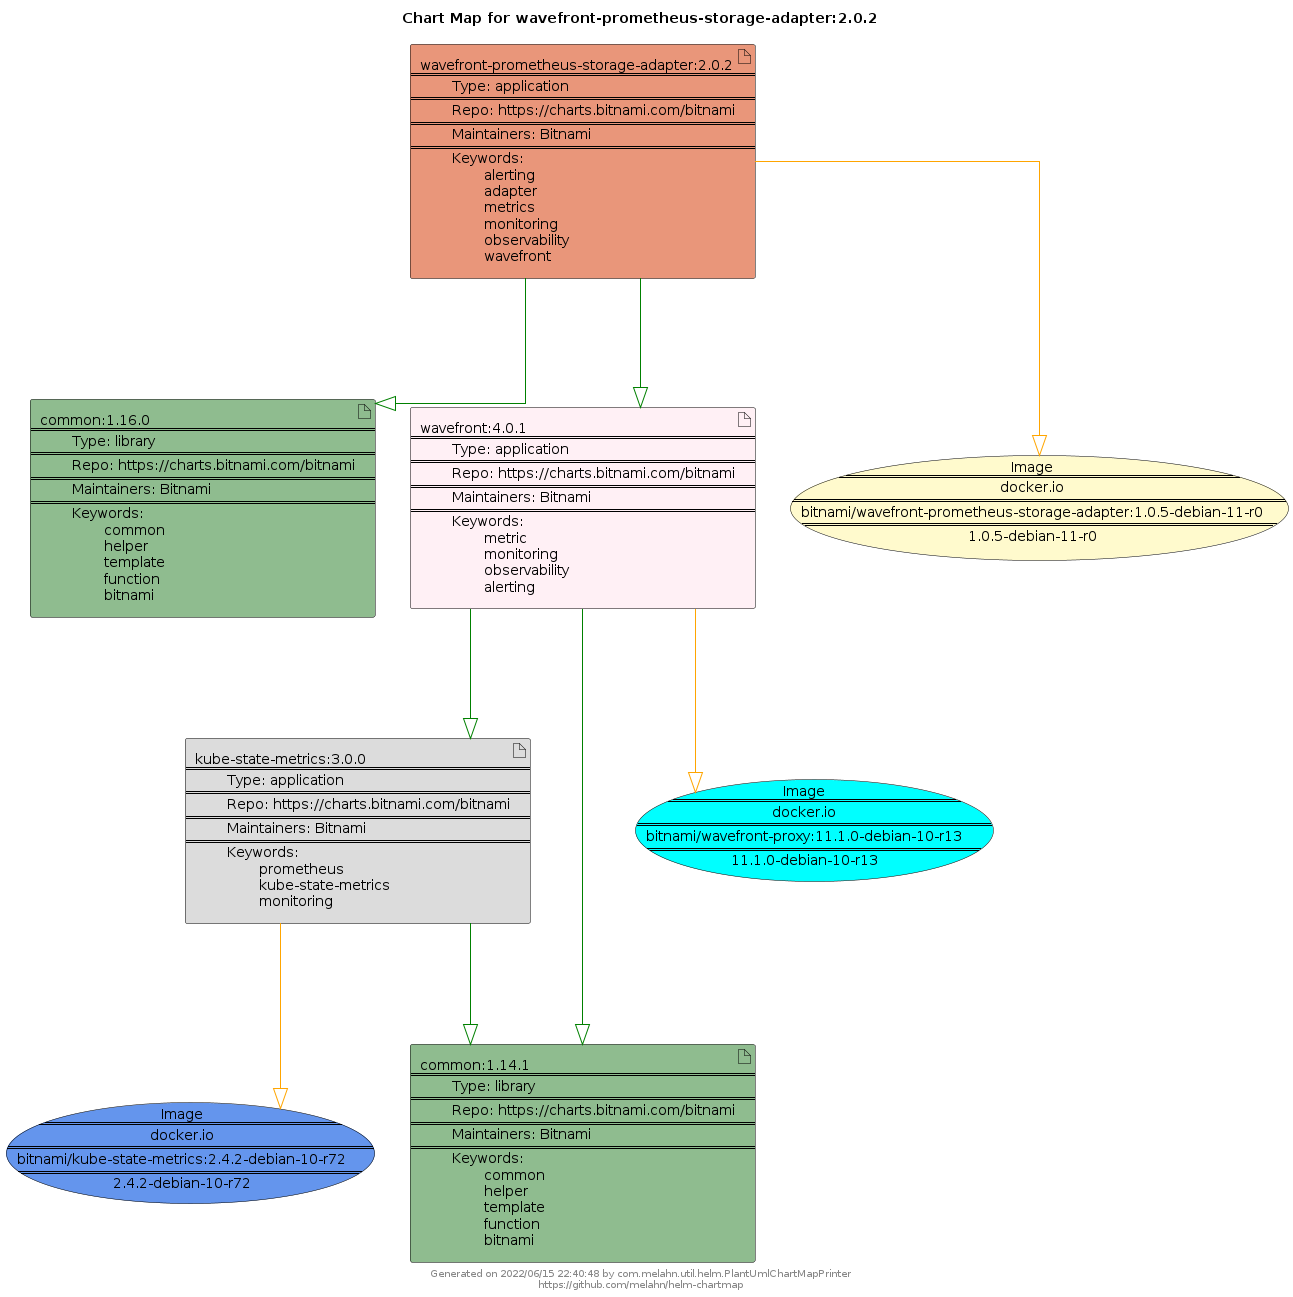 Chart Map for wavefront-prometheus-storage-adapter:2.0.2
wavefront-prometheus-storage-adapter:2.0.2
Type: application
Repo: https://charts.bitnami.com/bitnami
Maintainers: Bitnami
Keywords:
alerting
adapter
metrics
monitoring
observability
wavefront
common:1.16.0
Type: library
Repo: https://charts.bitnami.com/bitnami
Maintainers: Bitnami
Keywords:
common
helper
template
function
bitnami
wavefront:4.0.1
Type: application
Repo: https://charts.bitnami.com/bitnami
Maintainers: Bitnami
Keywords:
metric
monitoring
observability
alerting
Image
docker.io
bitnami/wavefront-prometheus-storage-adapter:1.0.5-debian-11-r0
1.0.5-debian-11-r0
kube-state-metrics:3.0.0
Type: application
Repo: https://charts.bitnami.com/bitnami
Maintainers: Bitnami
Keywords:
prometheus
kube-state-metrics
monitoring
Image
docker.io
bitnami/wavefront-proxy:11.1.0-debian-10-r13
11.1.0-debian-10-r13
Image
docker.io
bitnami/kube-state-metrics:2.4.2-debian-10-r72
2.4.2-debian-10-r72
common:1.14.1
Type: library
Repo: https://charts.bitnami.com/bitnami
Maintainers: Bitnami
Keywords:
common
helper
template
function
bitnami
Generated on 2022/06/15 22:40:48 by com.melahn.util.helm.PlantUmlChartMapPrinter
https://github.com/melahn/helm-chartmap